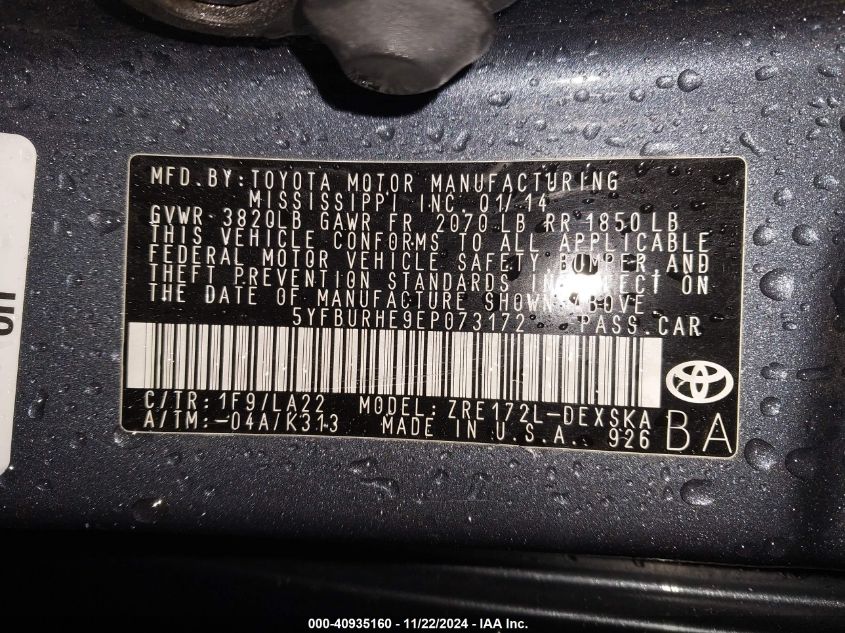 MFD. BY: TOYOTA MOTOR MANUFACTURING
MISSISSIPPI INC. 01/14
GVWR 3820LB GAWR FR 2070 LB RR 1850 LB
THIS VEHICLE CONFORMS TO ALL APPLICABLE
FEDERAL MOTOR VEHICLE SAFETY BUMPER AND
THEFT PREVENTION STANDARDS IN EFFECT ON
THE DATE OF MANUFACTURE SHOWN ABOVE.
5YFBURHE9EP073172 PASS.CAR
C/TR: 1F9/LA22 MODEL: ZRE172L-DEXSKA
A/TM:-04A/K313 MADE IN U.S.A. 926 BA
000-40935160 - 11/22/2024 - IAA Inc.